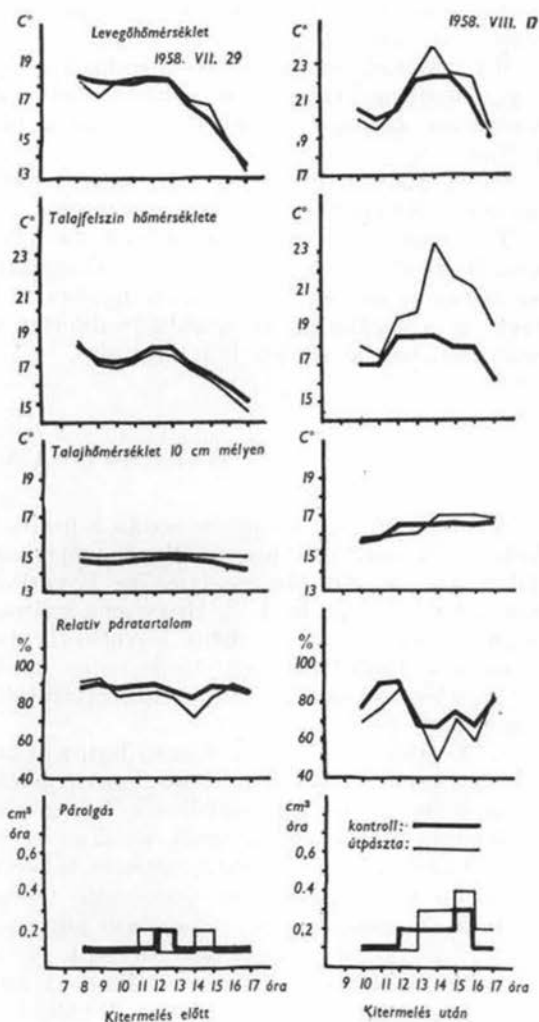 C° C°
Levegőhőmérséklet
1958. VII. 29 1958. VIII. 17
19
17
15
13
23
21
19
17
C° C°
Talajfelszín hőmérséklete
23
21
19
17
15
23
21
19
17
15
C° C°
Talajhőmérséklet 10 cm mélyen
19
17
15
13
19
17
15
13
Relatív páratartalom
% %
100
80
60
40
100
80
60
40
cm³ Párolgás cm³
óra óra
0,6
0,4
0,2
kontroll:
útpászta:
0,6
0,4
0,2
7 8 9 10 11 12 13 14 15 16 17 óra
9 10 11 12 13 14 15 16 17 óra
Kitermelés előtt Kitermelés után